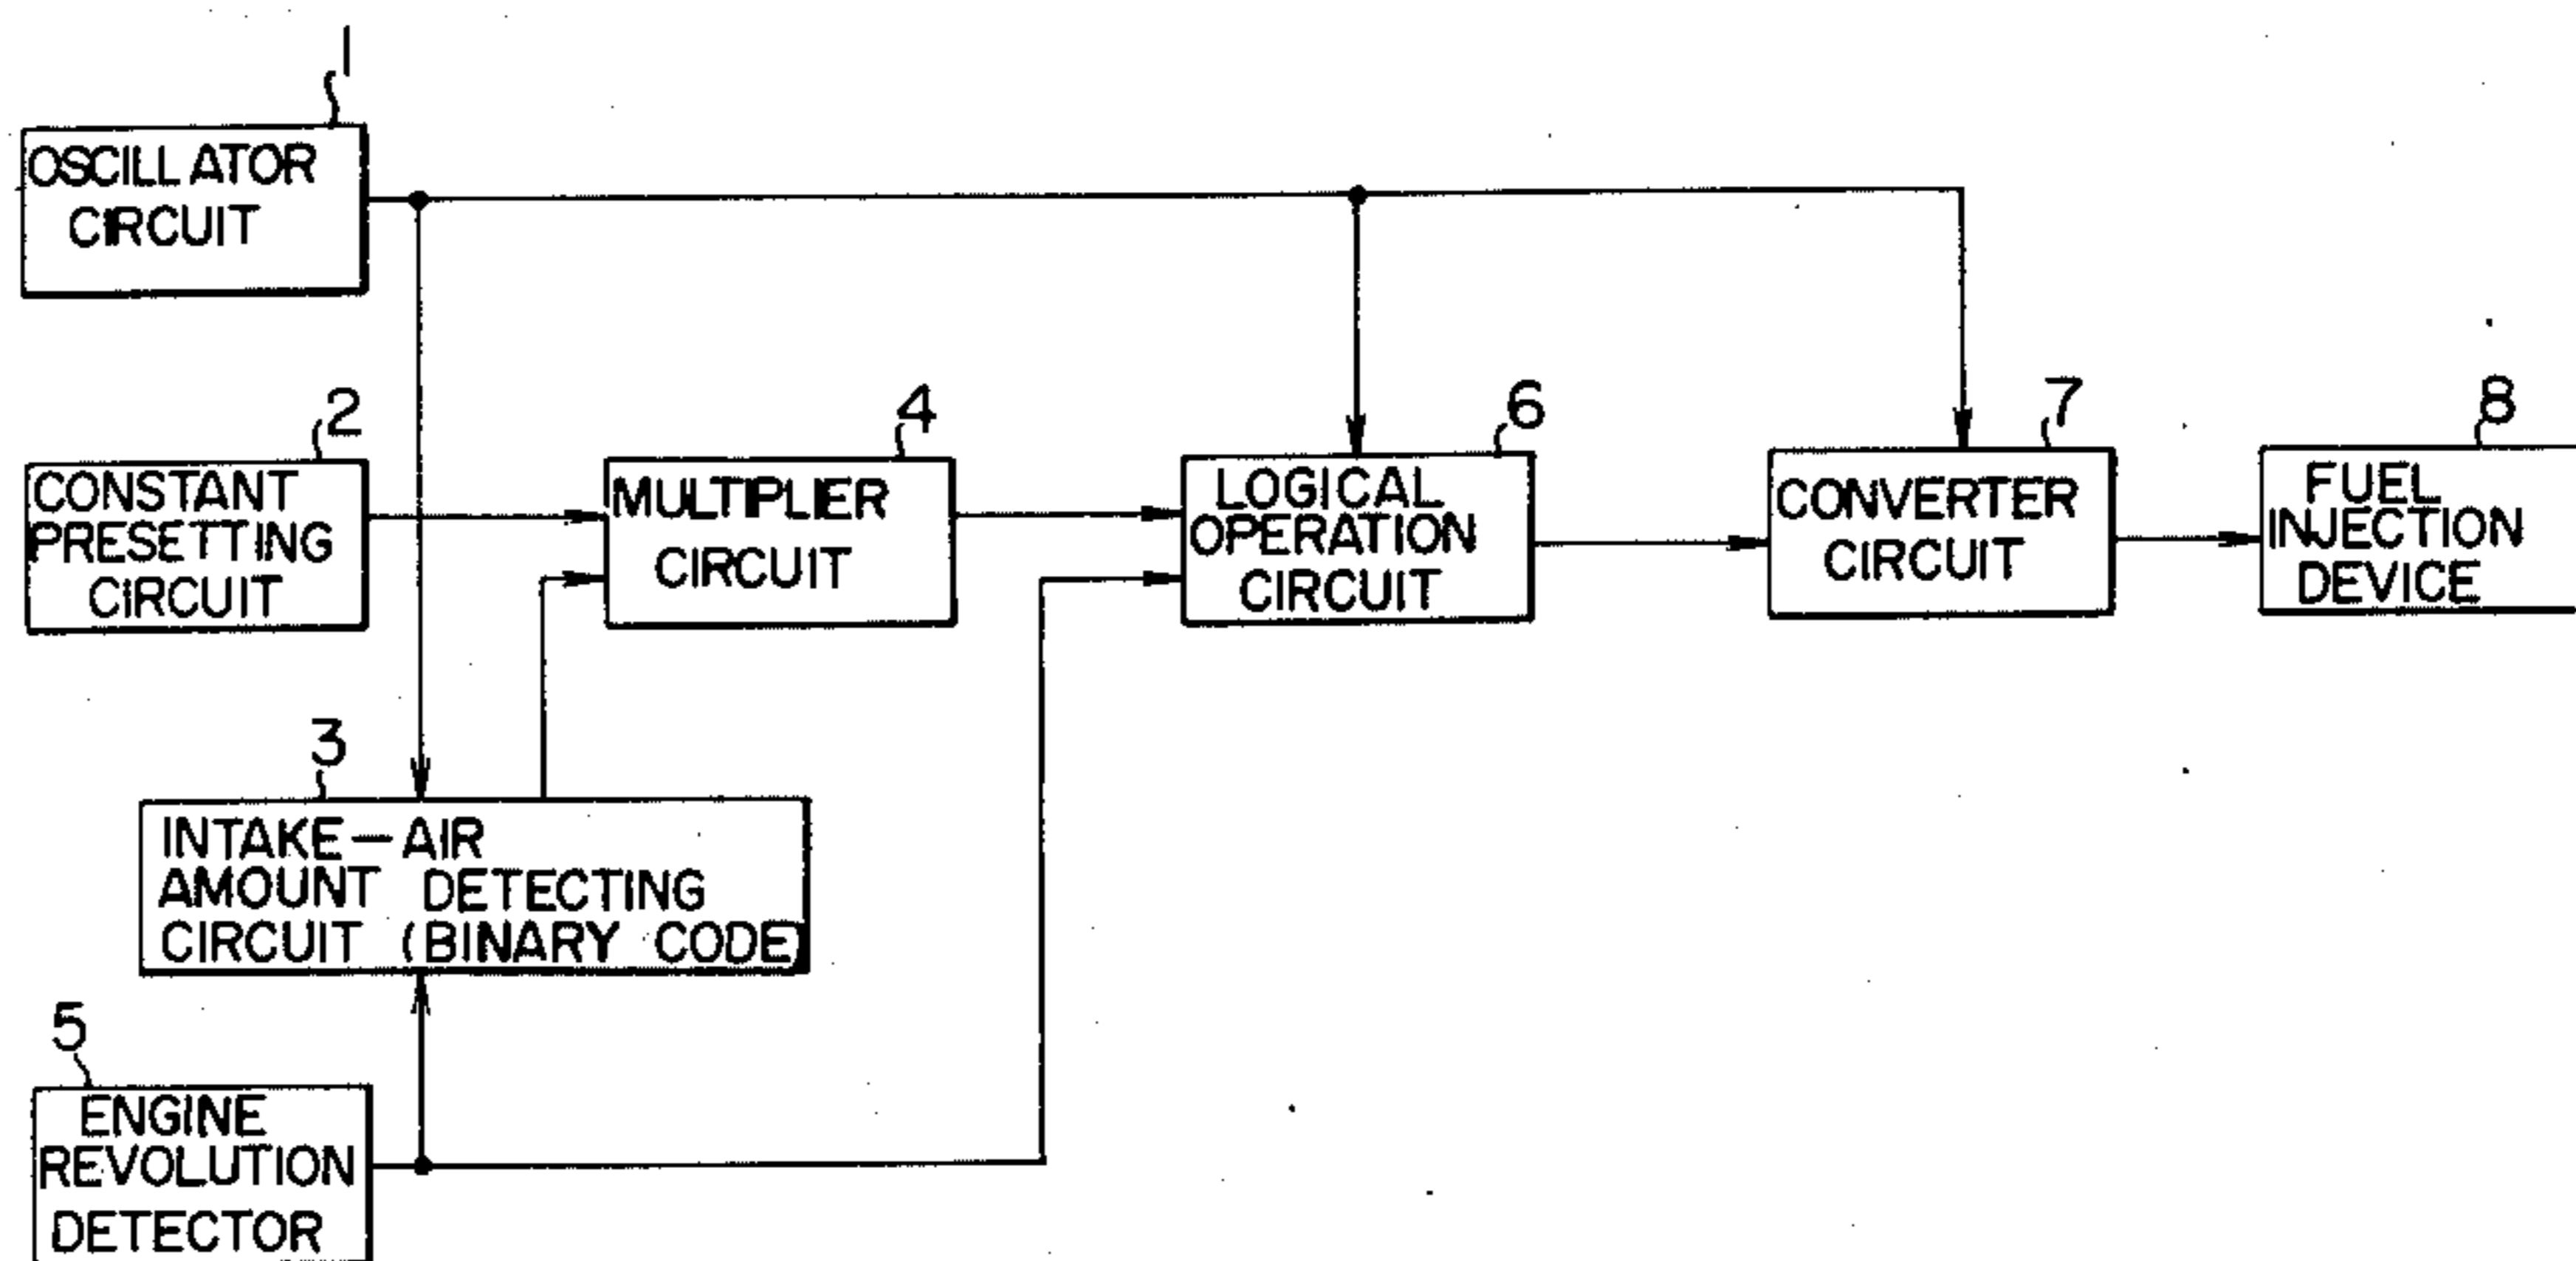 1
OSCILLATOR
CIRCUIT
2
CONSTANT
PRESETTING
CIRCUIT
4
MULTIPLIER
CIRCUIT
6
LOGICAL
OPERATION
CIRCUIT
7
CONVERTER
CIRCUIT
8
FUEL
INJECTION
DEVICE
3
INTAKE-AIR
AMOUNT DETECTING
CIRCUIT (BINARY CODE)
5
ENGINE
REVOLUTION
DETECTOR